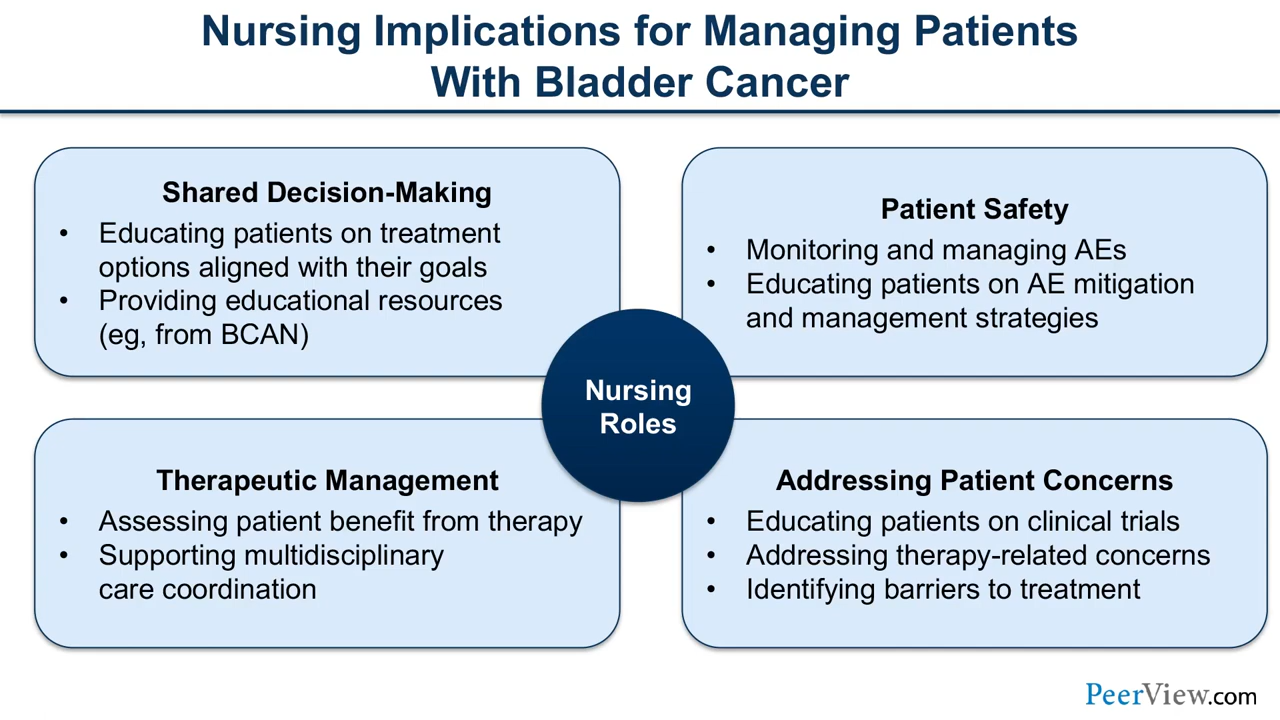 Nursing Implications for Managing Patients
With Bladder Cancer
Shared Decision-Making
• Educating patients on treatment
options aligned with their goals
• Providing educational resources
(eg, from BCAN)
Patient Safety
• Monitoring and managing AEs
• Educating patients on AE mitigation
and management strategies
Nursing
Roles
Therapeutic Management
• Assessing patient benefit from therapy
• Supporting multidisciplinary
care coordination
Addressing Patient Concerns
• Educating patients on clinical trials
• Addressing therapy-related concerns
• Identifying barriers to treatment
PeerView.com